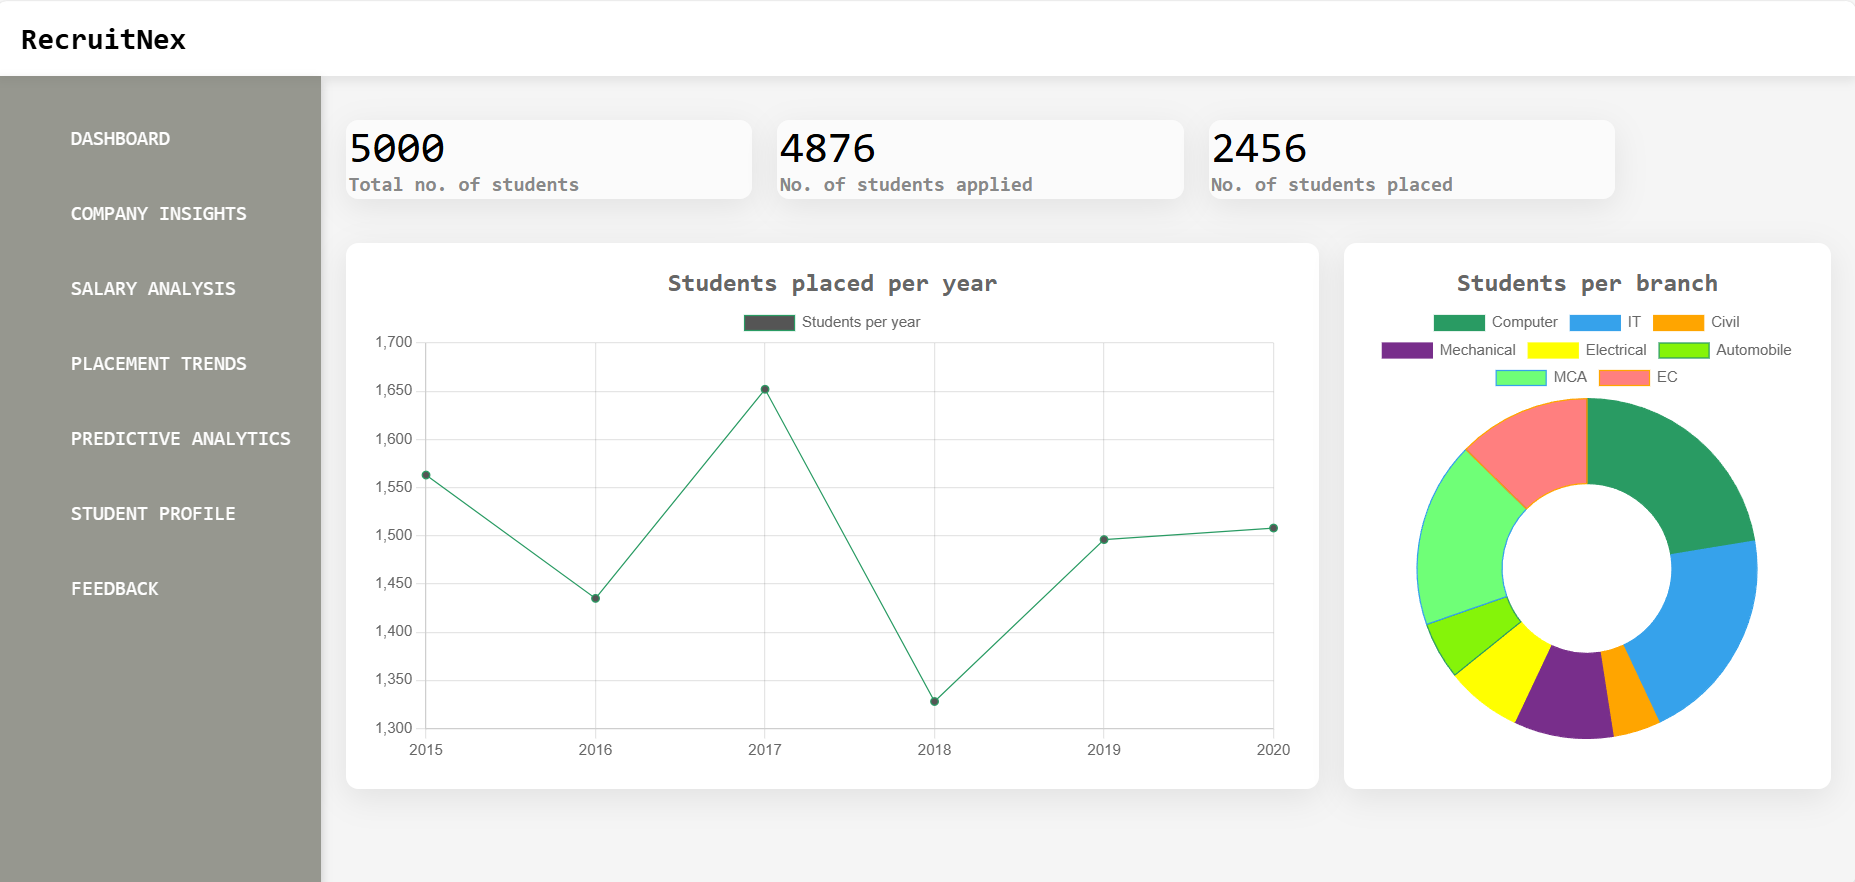 RecruitNex
DASHBOARD
COMPANY INSIGHTS
SALARY ANALYSIS
PLACEMENT TRENDS
PREDICTIVE ANALYTICS
STUDENT PROFILE
FEEDBACK
5000
Total no. of students
4876
No. of students applied
2456
No. of students placed
Students placed per year
Students per year
1,700
1,650
1,600
1,550
1,500
1,450
1,400
1,350
1,300
2015 2016 2017 2018 2019 2020
Students per branch
Computer IT Civil
Mechanical Electrical Automobile
MCA EC